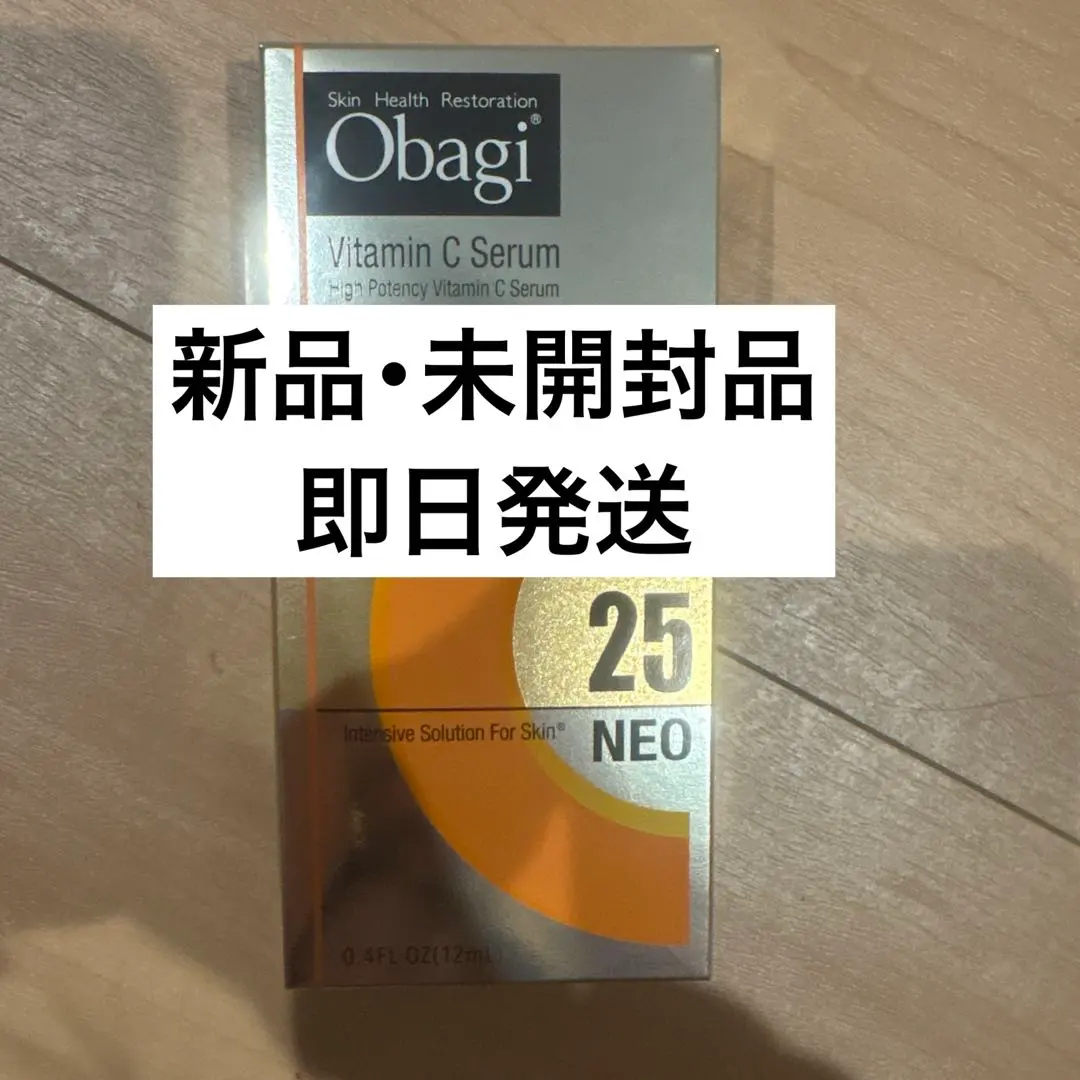 Skin Health Restoration
Obagi®
Vitamin C Serum
High Potency Vitamin C Serum
新品・未開封品
即日発送
25
Intensive Solution For Skin®
NEO
0.4FL OZ(12mL)